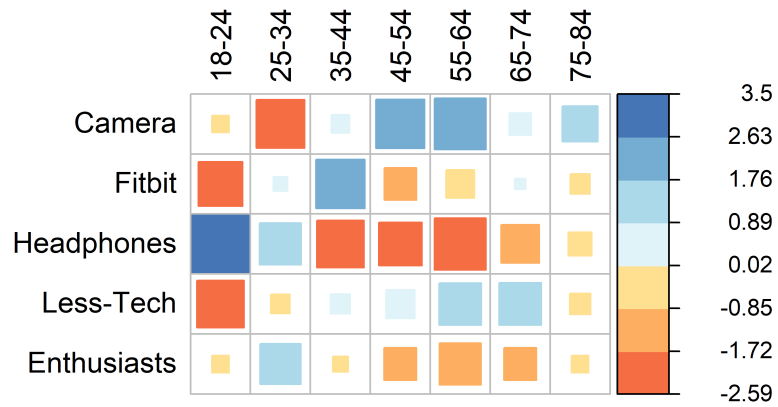 18-24 25-34 35-44 45-54 55-64 65-74 75-84
3.5
Camera
2.63
1.76
Fitbit
0.89
Headphones
0.02
Less-Tech
-0.85
-1.72
Enthusiasts
-2.59